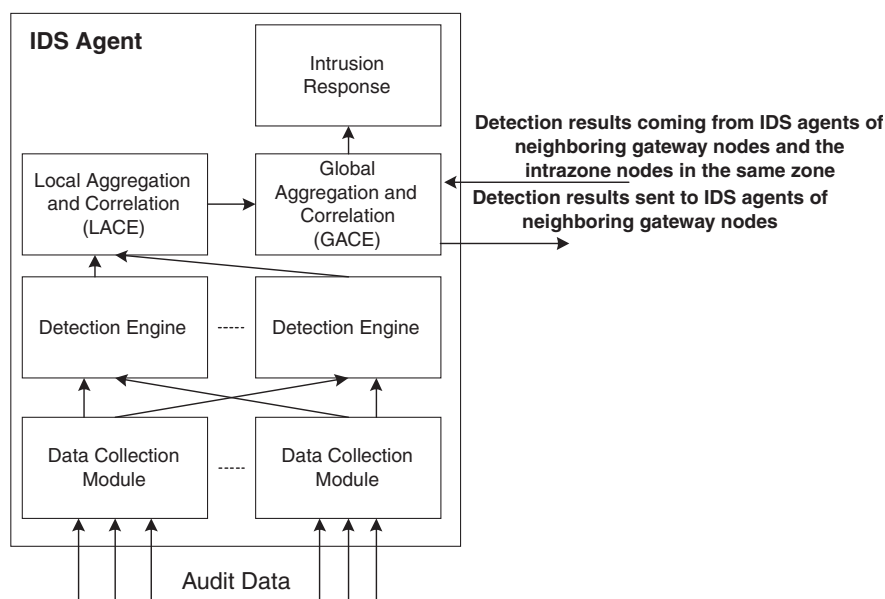 IDS Agent
Intrusion
Response
Detection results coming from IDS agents of
neighboring gateway nodes and the
intrazone nodes in the same zone
Local Aggregation
and Correlation
(LACE)
Global
Aggregation and
Correlation
(GACE)
Detection results sent to IDS agents of
neighboring gateway nodes
Detection Engine
Detection Engine
Data Collection
Module
Data Collection
Module
Audit Data